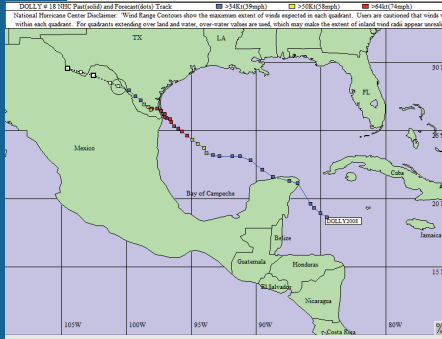 DOLLY # 18 NHC Past(solid) and Forecast(dots) Track >34Kt(39mph) >50Kt(58mph) >64kt(74mph)
National Hurricane Center Disclaimer: 'Wind Range Contours show the maximum extent of winds expected in each quadrant. Users are cautioned that winds
within each quadrant. For quadrants extending over land and water, over-water values are used, which may make the extent of inland wind radii appear
TX
LA
30
FL
Mexico
Cuba
20
Bay of Campeche
DOLLY2008
Belize
Jamaica
Guatemala
Honduras
15
El Salvador
Nicaragua
105W
100W
95W
90W
80W
%
Costa Rica